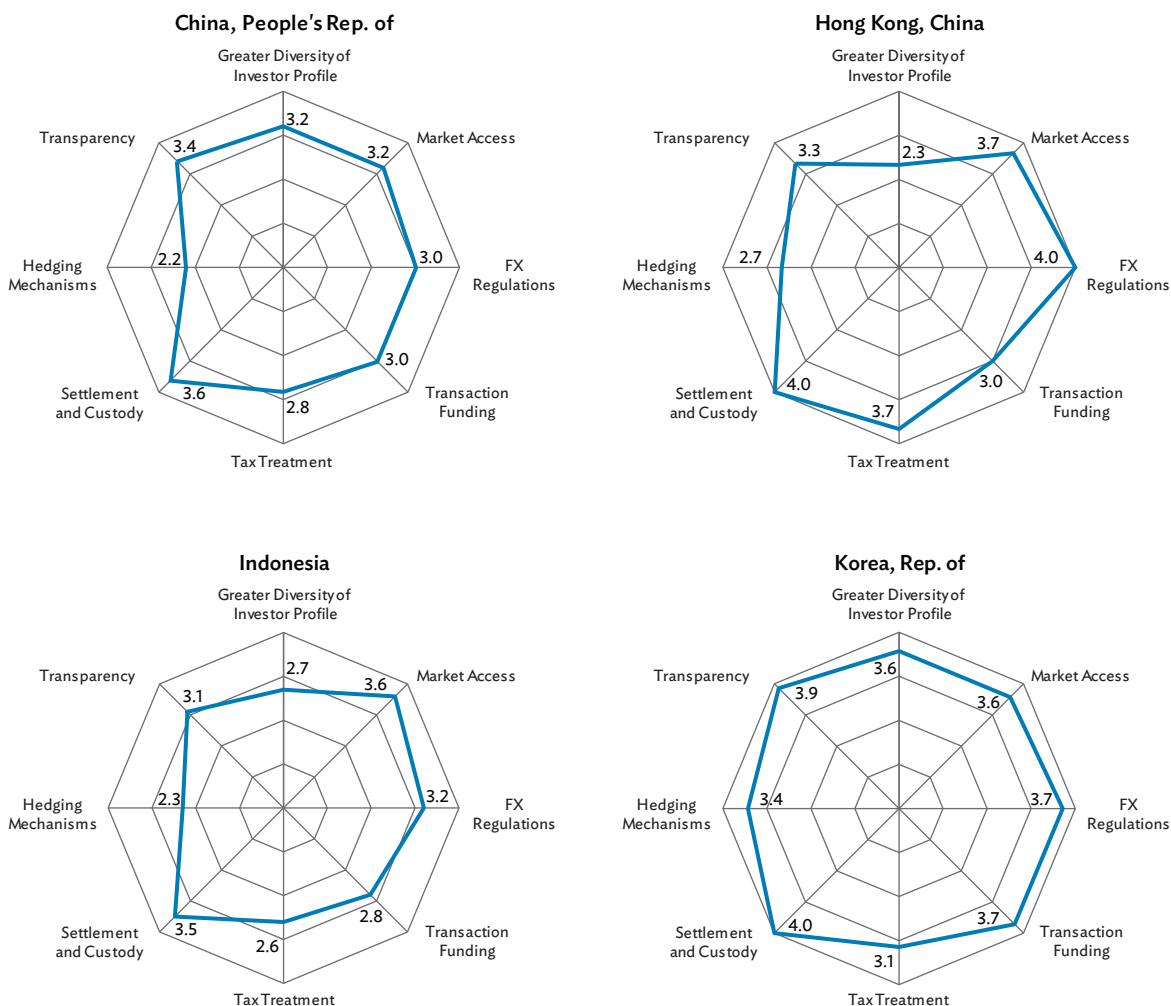 China, People's Rep. of
Greater Diversity of
Investor Profile
3.2
Transparency
3.4
3.2
Market Access
Hedging
Mechanisms
2.2
3.0
FX
Regulations
3.0
Settlement
and Custody
3.6
2.8
Transaction
Funding
Tax Treatment
Hong Kong, China
Greater Diversity of
Investor Profile
2.3
Transparency
3.3
3.7
Market Access
Hedging
Mechanisms
2.7
4.0
FX
Regulations
Settlement
and Custody
4.0
3.7
3.0
Transaction
Funding
Tax Treatment
Indonesia
Greater Diversity of
Investor Profile
2.7
Transparency
3.1
3.6
Market Access
Hedging
Mechanisms
2.3
3.2
FX
Regulations
Settlement
and Custody
3.5
2.6
2.8
Transaction
Funding
Tax Treatment
Korea, Rep. of
Greater Diversity of
Investor Profile
3.6
Transparency
3.9
3.6
Market Access
Hedging
Mechanisms
3.4
3.7
FX
Regulations
Settlement
and Custody
4.0
3.1
3.7
Transaction
Funding
Tax Treatment